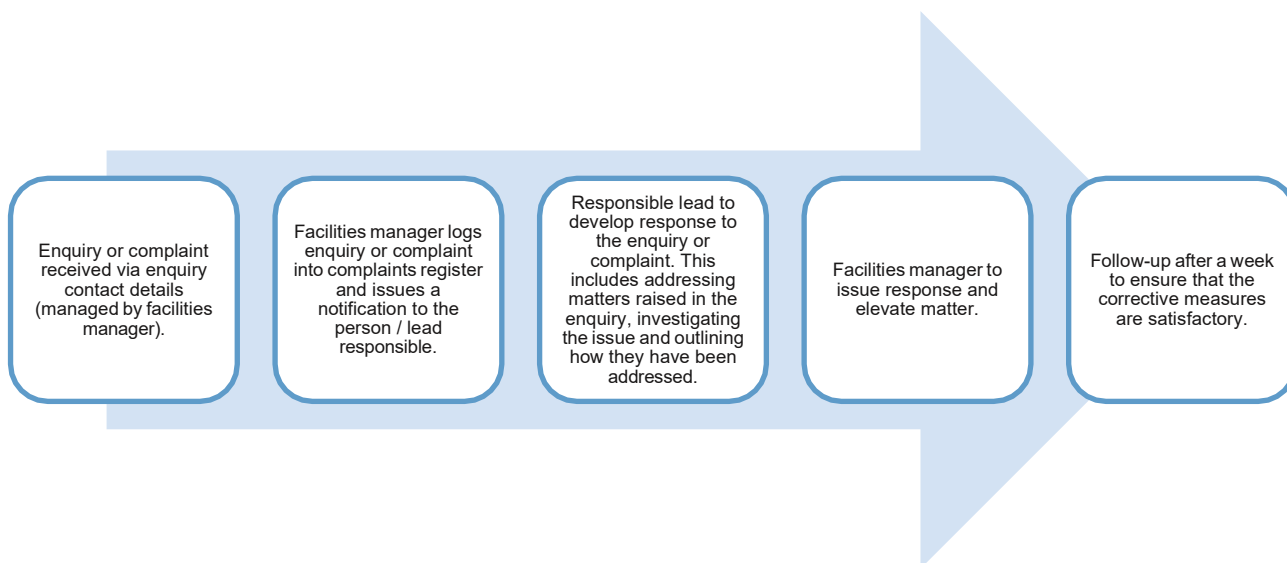 Enquiry or complaint
received via enquiry
contact details
(managed by facilities
manager).
Facilities manager logs
enquiry or complaint
into complaints register
and issues a
notification to the
person / lead
responsible.
Responsible lead to
develop response to
the enquiry or
complaint. This
includes addressing
matters raised in the
enquiry, investigating
the issue and outlining
how they have been
addressed.
Facilities manager to
issue response and
elevate matter.
Follow-up after a week
to ensure that the
corrective measures
are satisfactory.